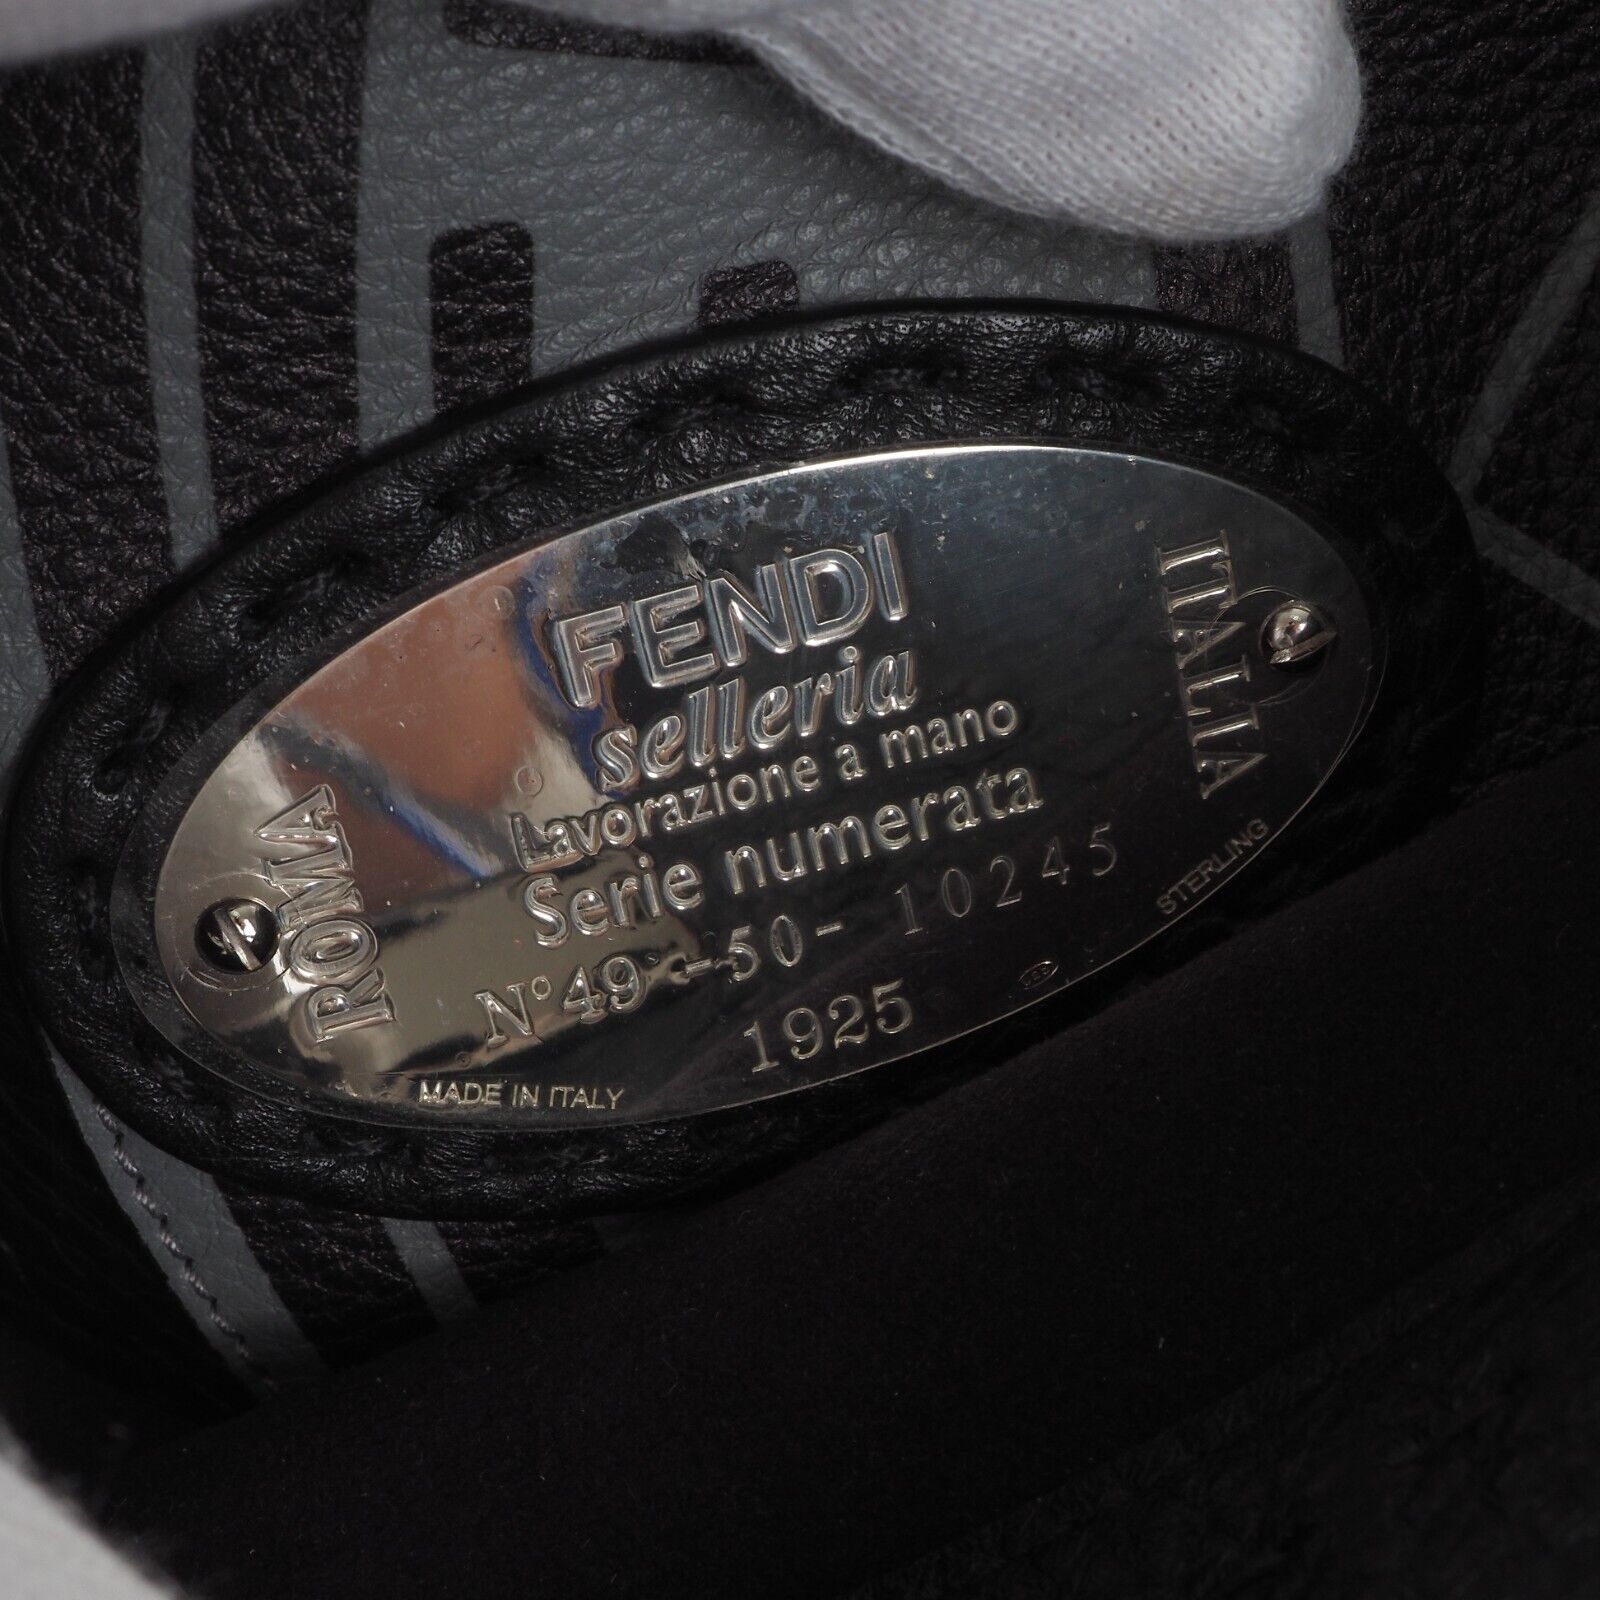 FENDI
selleria
Lavorazione a mano
Serie numerata
N° 49 -50- 10245
1925
ROMA
ITALIA
MADE IN ITALY
STERLING